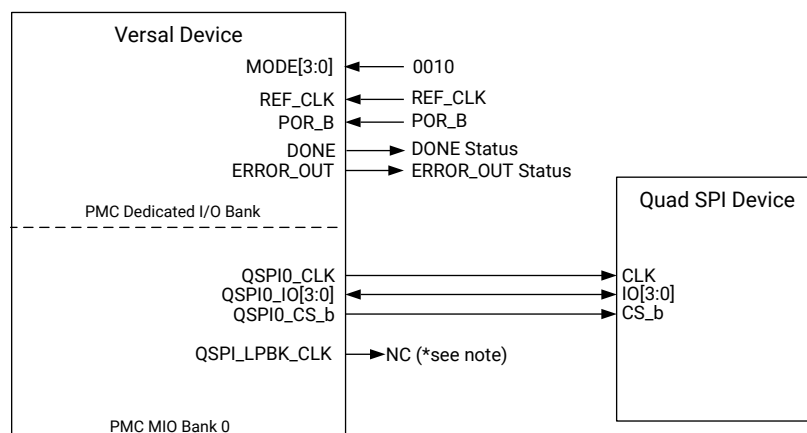 Versal Device
MODE[3:0] 0010
REF_CLK REF_CLK
POR_B POR_B
DONE DONE Status
ERROR_OUT ERROR_OUT Status
PMC Dedicated I/O Bank
Quad SPI Device
QSPI0_CLK CLK
QSPI0_IO[3:0] IO[3:0]
QSPI0_CS_b CS_b
QSPI_LPBK_CLK NC (*see note)
PMC MIO Bank 0